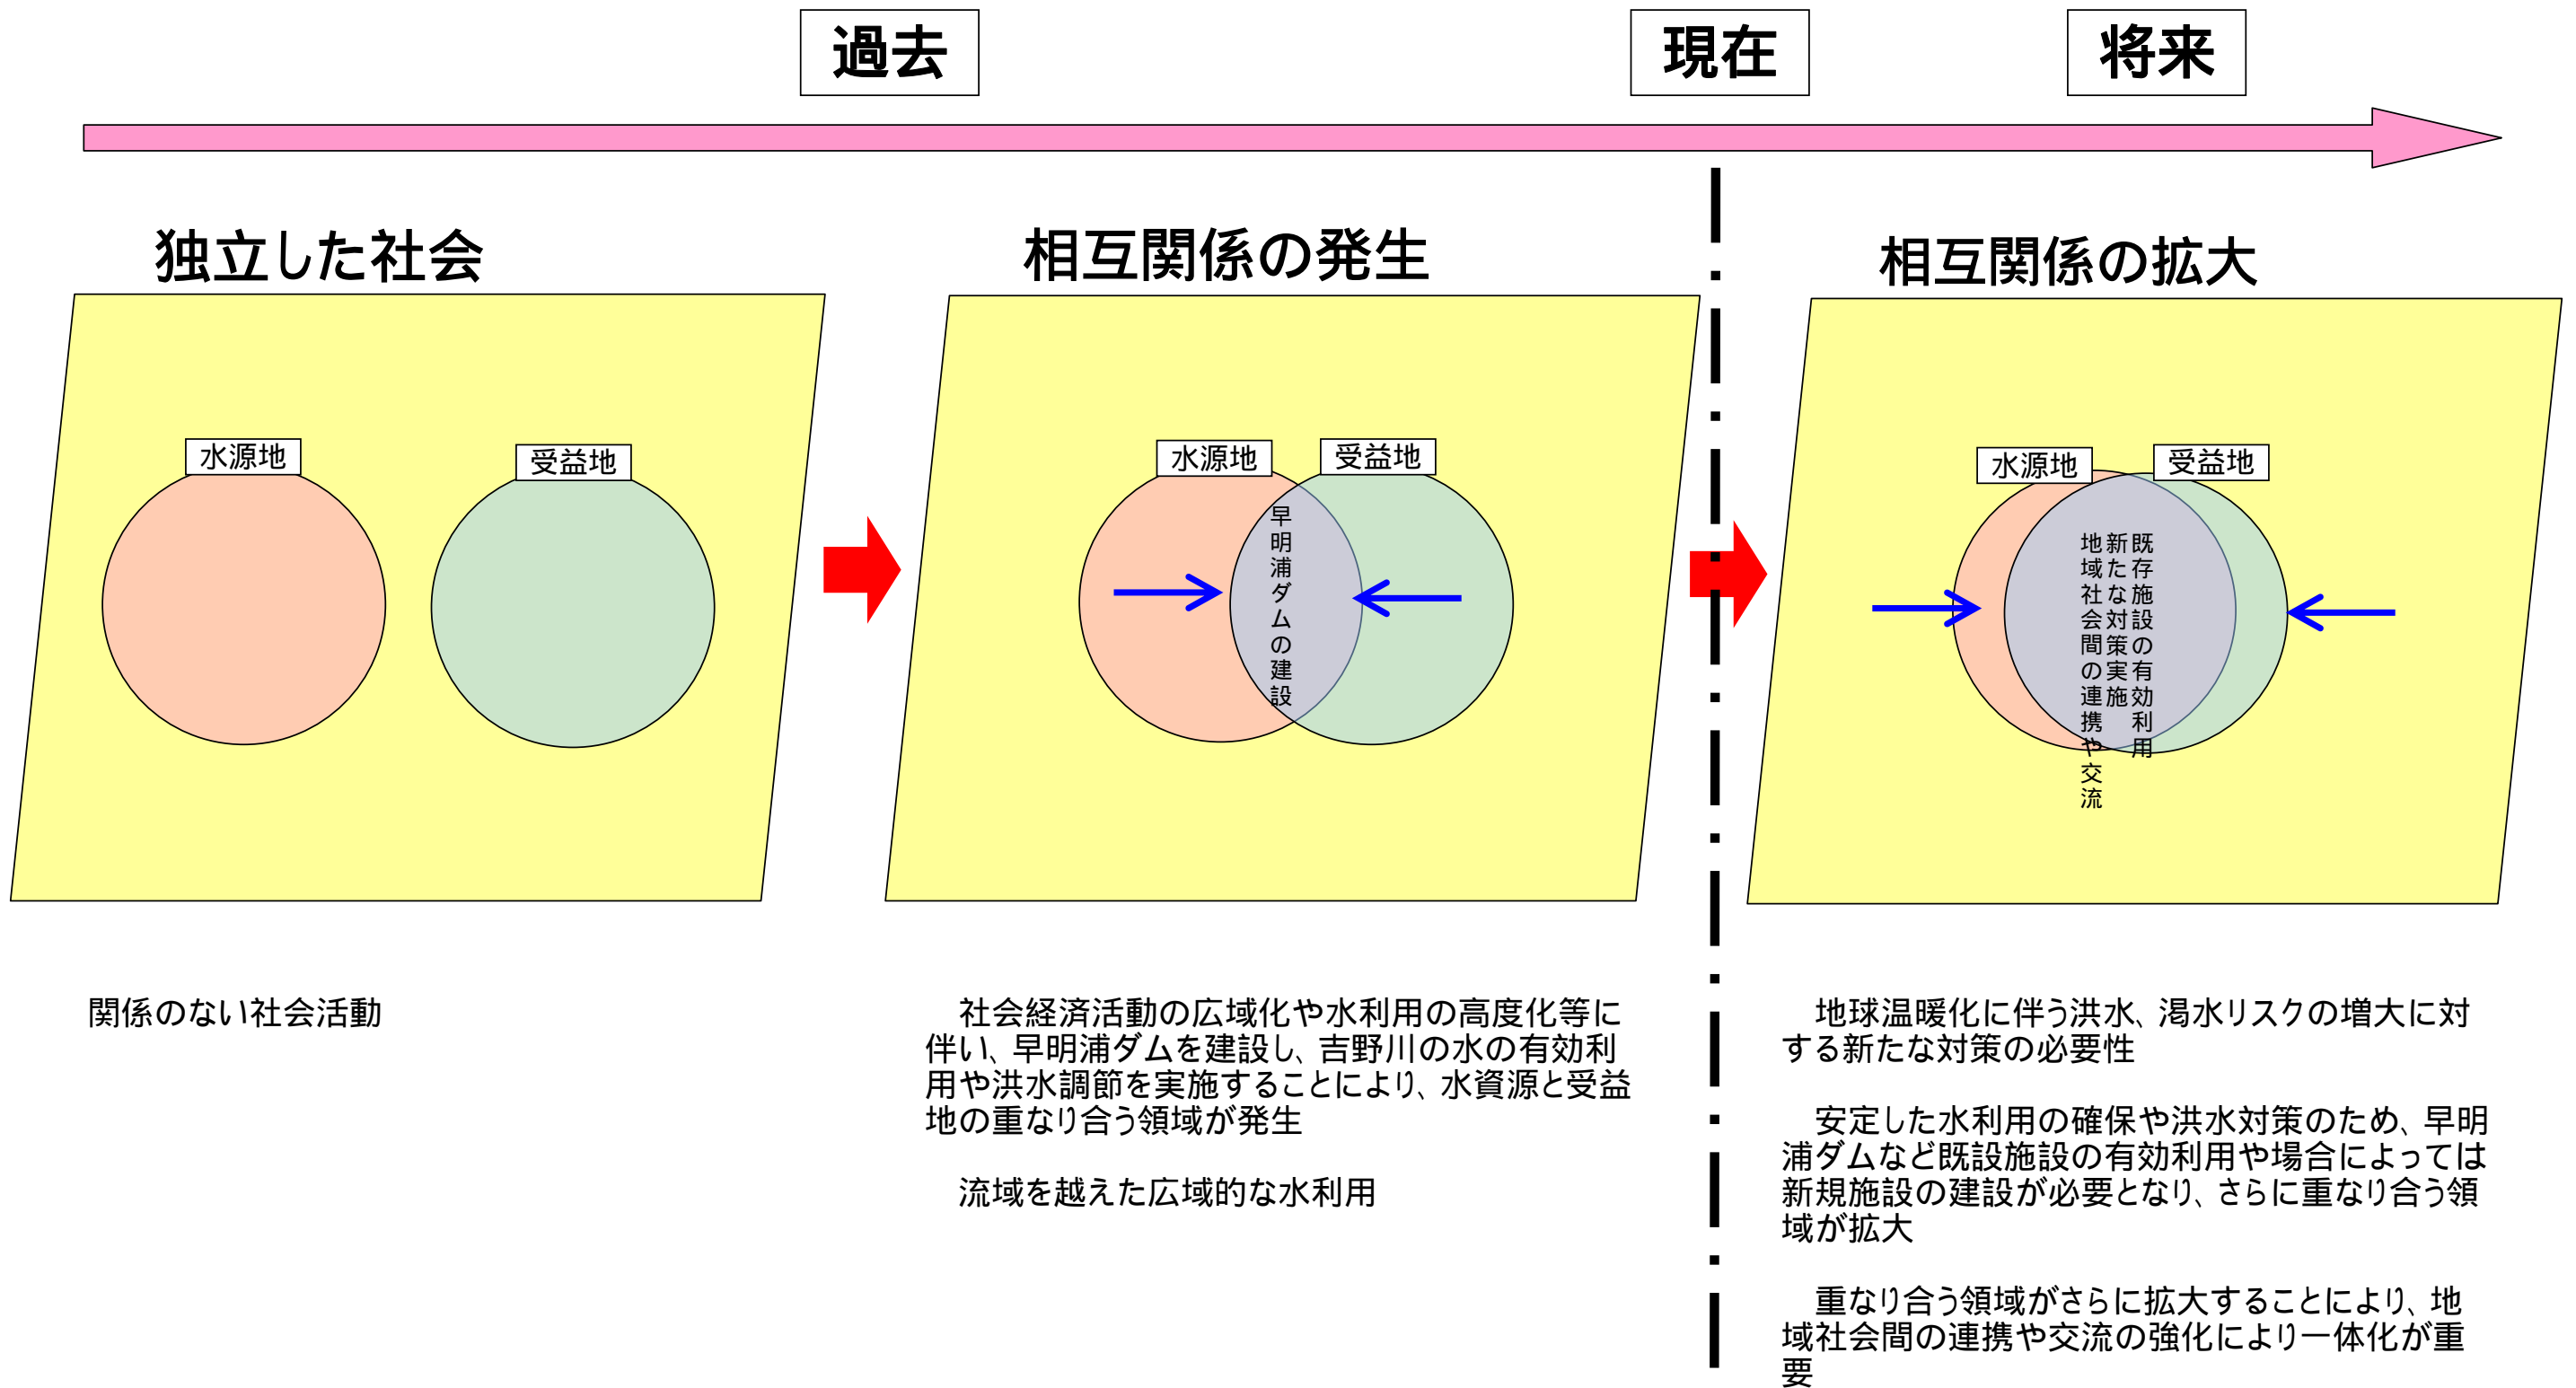 過去
現在
将来
独立した社会
相互関係の発生
相互関係の拡大
水源地
受益地
水源地
受益地
早明浦ダムの建設
水源地
受益地
既存施設の有効利用
新たな対策実施
地域社会間の連携や交流
関係のない社会活動
社会経済活動の広域化や水利用の高度化等に
伴い、早明浦ダムを建設し、吉野川の水の有効利
用や洪水調節を実施することにより、水資源と受益
地の重なり合う領域が発生
流域を越えた広域的な水利用
地球温暖化に伴う洪水、渇水リスクの増大に対
する新たな対策の必要性
安定した水利用の確保や洪水対策のため、早明
浦ダムなど既設施設の有効利用や場合によっては
新規施設の建設が必要となり、さらに重なり合う領
域が拡大
重なり合う領域がさらに拡大することにより、地
域社会間の連携や交流の強化により一体化が重
要